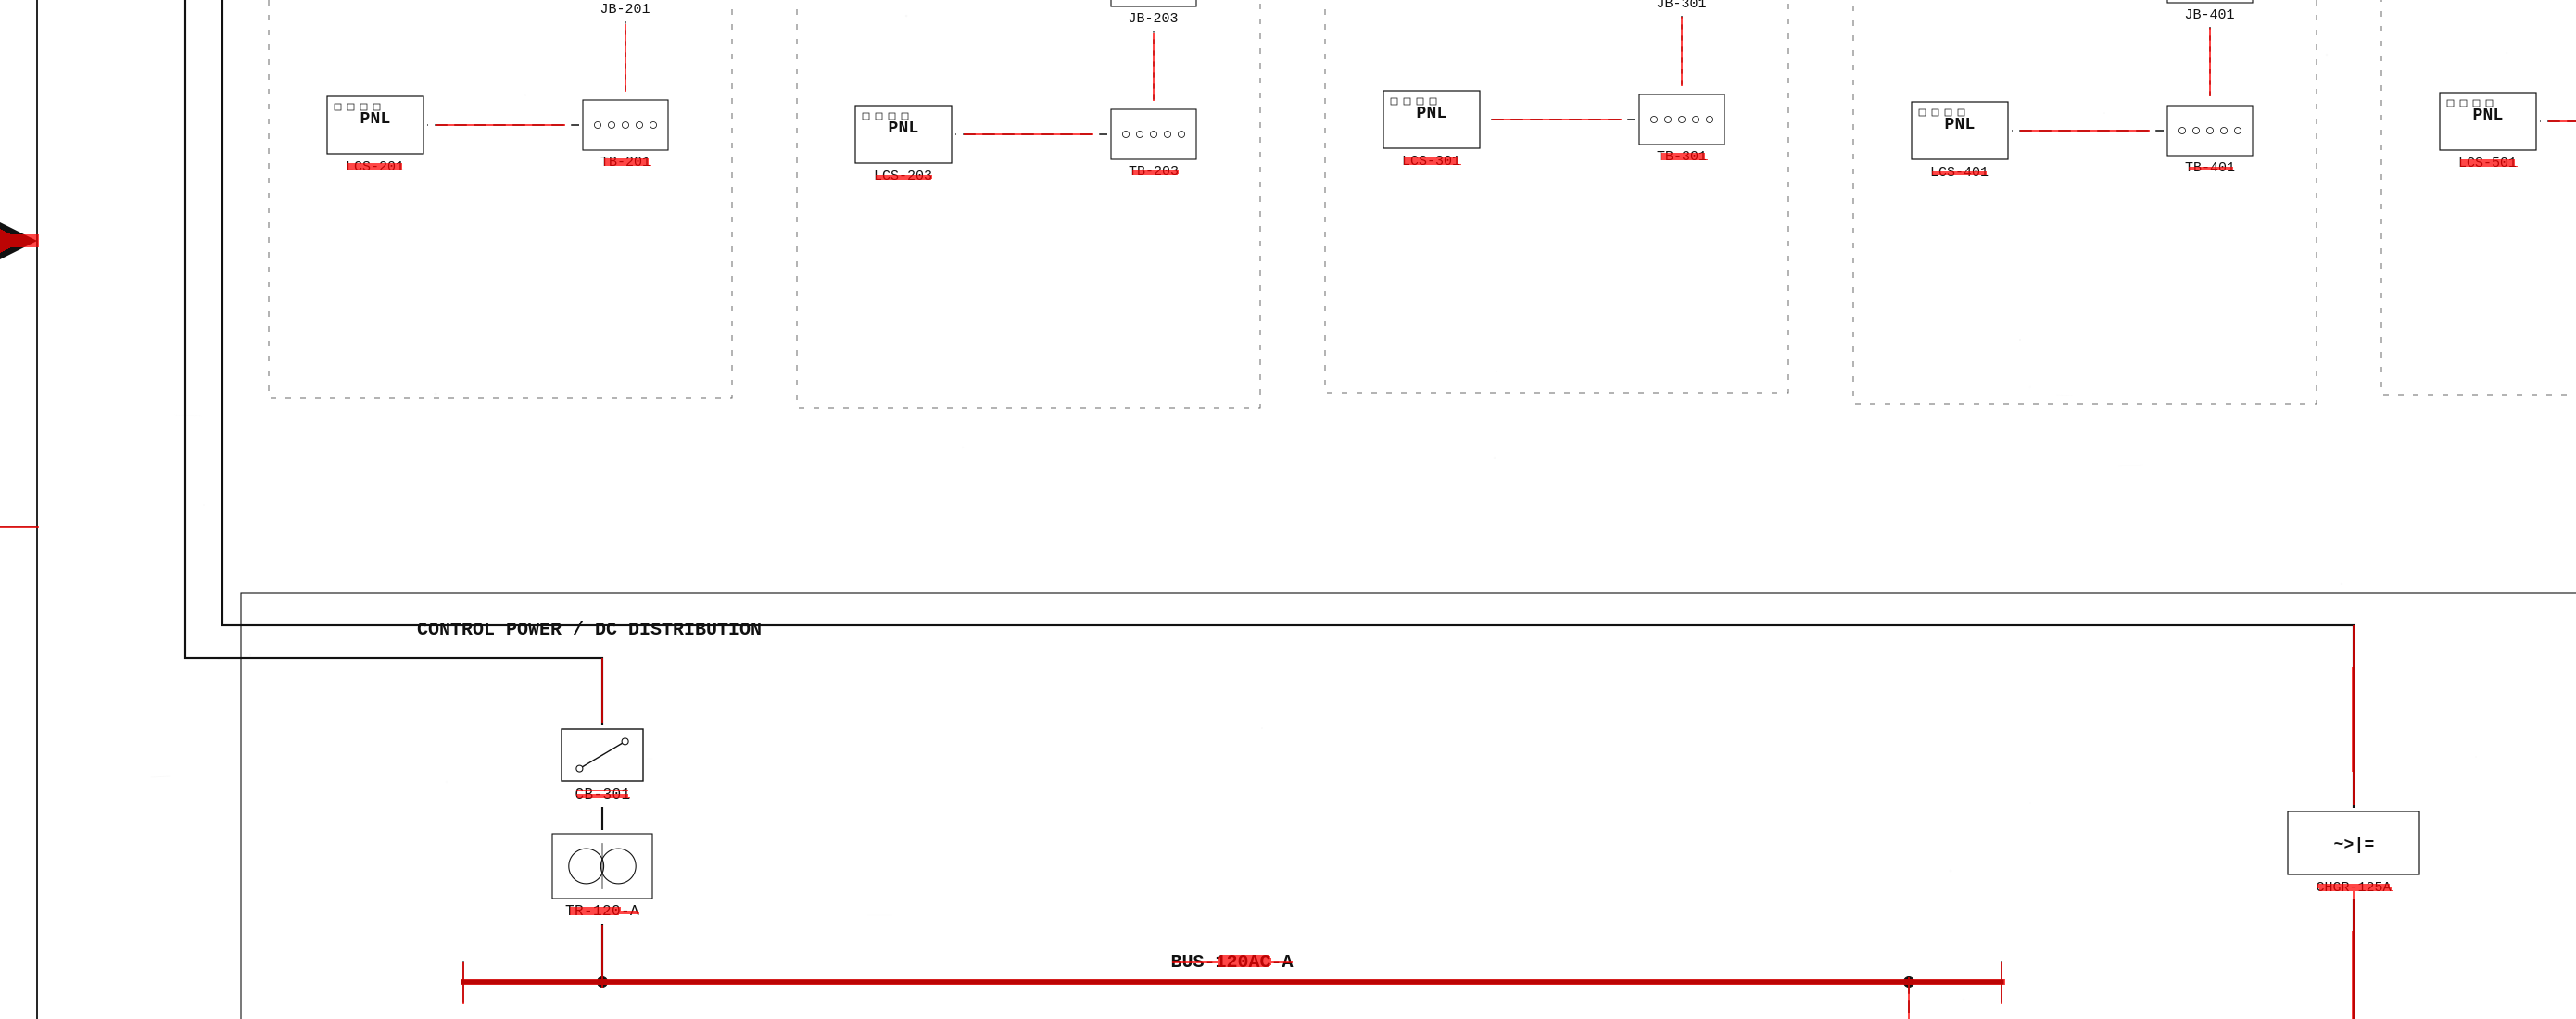 JB-201
JB-203
JB-301
JB-401
PNL
PNL
PNL
PNL
PNL
LCS-201
TB-201
LCS-203
TB-203
LCS-301
TB-301
LCS-401
TB-401
LCS-501
CONTROL POWER / DC DISTRIBUTION
CB-301
~>|=
CHGR-125A
TR-120-A
BUS-120AC-A